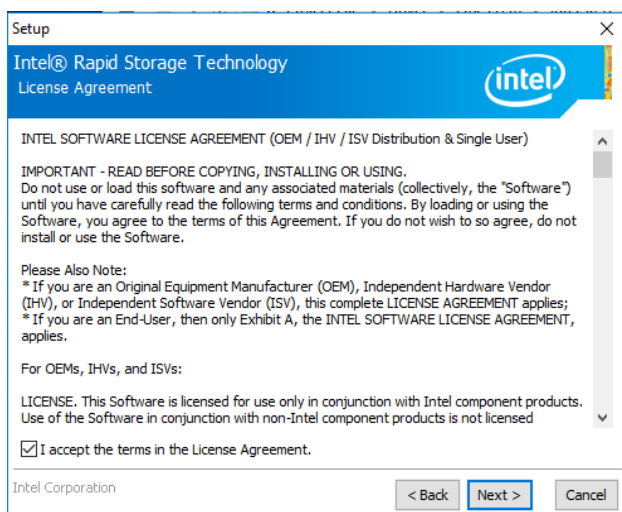 Setup
Intel® Rapid Storage Technology
License Agreement
intel
INTEL SOFTWARE LICENSE AGREEMENT (OEM / IHV / ISV Distribution & Single User)
IMPORTANT - READ BEFORE COPYING, INSTALLING OR USING.
Do not use or load this software and any associated materials (collectively, the "Software")
until you have carefully read the following terms and conditions. By loading or using the
Software, you agree to the terms of this Agreement. If you do not wish to so agree, do not
install or use the Software.
Please Also Note:
* If you are an Original Equipment Manufacturer (OEM), Independent Hardware Vendor
(IHV), or Independent Software Vendor (ISV), this complete LICENSE AGREEMENT applies;
* If you are an End-User, then only Exhibit A, the INTEL SOFTWARE LICENSE AGREEMENT,
applies.
For OEMs, IHVs, and ISVs:
LICENSE. This Software is licensed for use only in conjunction with Intel component products.
Use of the Software in conjunction with non-Intel component products is not licensed
I accept the terms in the License Agreement.
Intel Corporation
< Back Next > Cancel